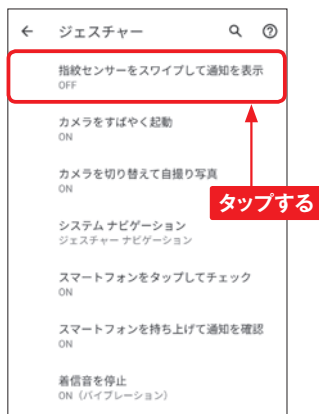 ジェスチャー
指紋センサーをスワイプして通知を表示
OFF
カメラをすばやく起動
ON
カメラを切り替えて自撮り写真
ON
タップする
システム ナビゲーション
ジェスチャー ナビゲーション
スマートフォンをタップしてチェック
ON
スマートフォンを持ち上げて通知を確認
ON
着信音を停止
ON（バイブレーション）